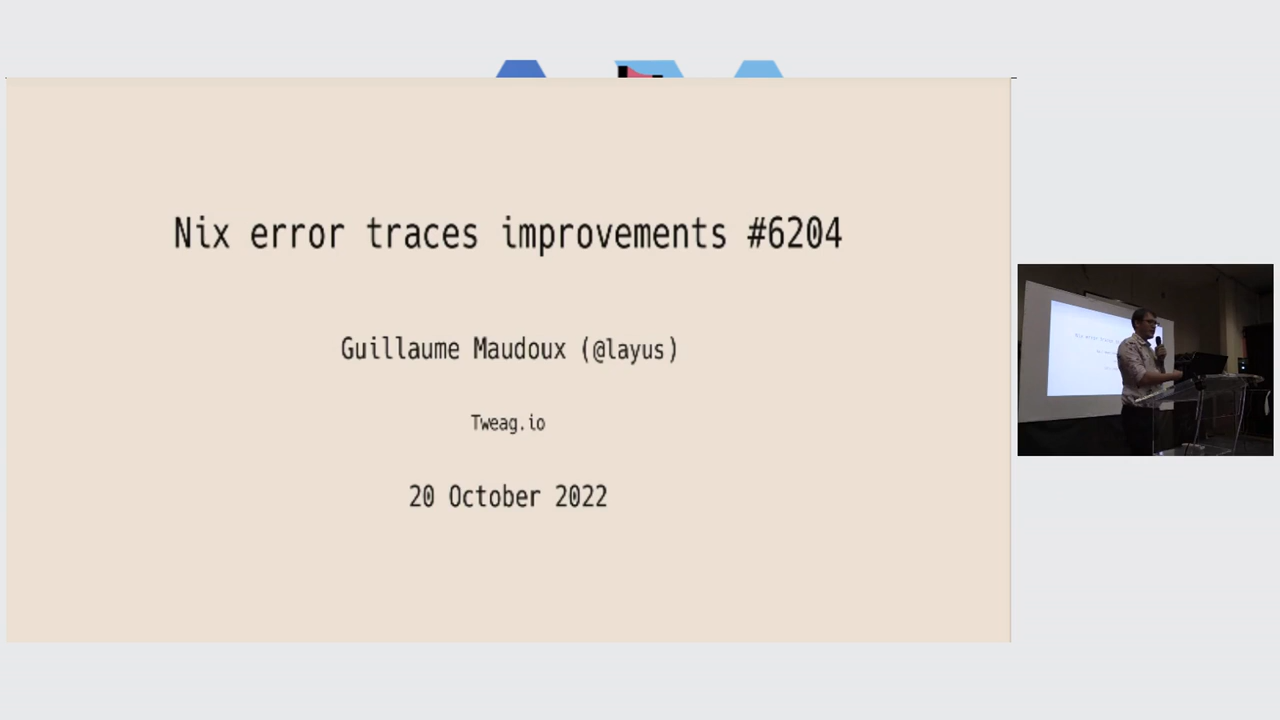 Nix error traces improvements #6204
Guillaume Maudoux (@layus)
Tweag.io
20 October 2022